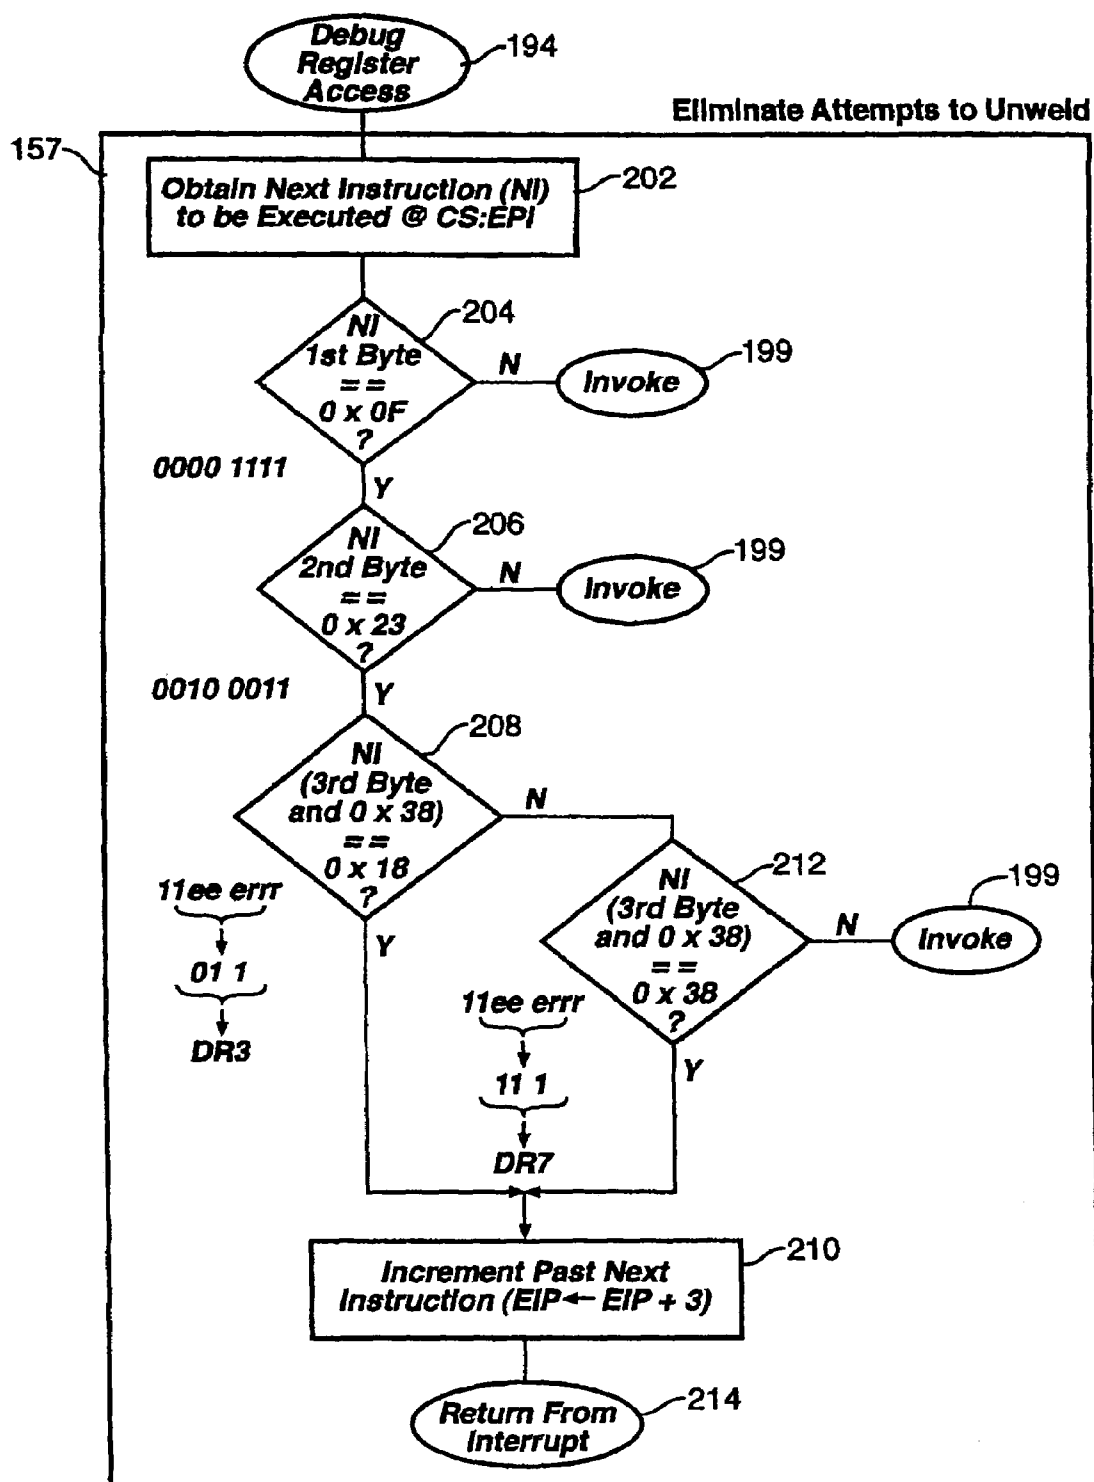 Debug
Register
Access
194
Eliminate Attempts to Unweld
157
Obtain Next Instruction (NI)
to be Executed @ CS:EPI
202
NI
1st Byte
= =
0 x 0F
?
204
N
Invoke
199
0000 1111
Y
NI
2nd Byte
= =
0 x 23
?
206
N
Invoke
199
0010 0011
Y
NI
(3rd Byte
and 0 x 38)
= =
0 x 18
?
208
N
Y
11ee errr
01 1
DR3
NI
(3rd Byte
and 0 x 38)
= =
0 x 38
?
212
N
Invoke
199
Y
11ee errr
11 1
DR7
Increment Past Next
Instruction (EIP ← EIP + 3)
210
Return From
Interrupt
214